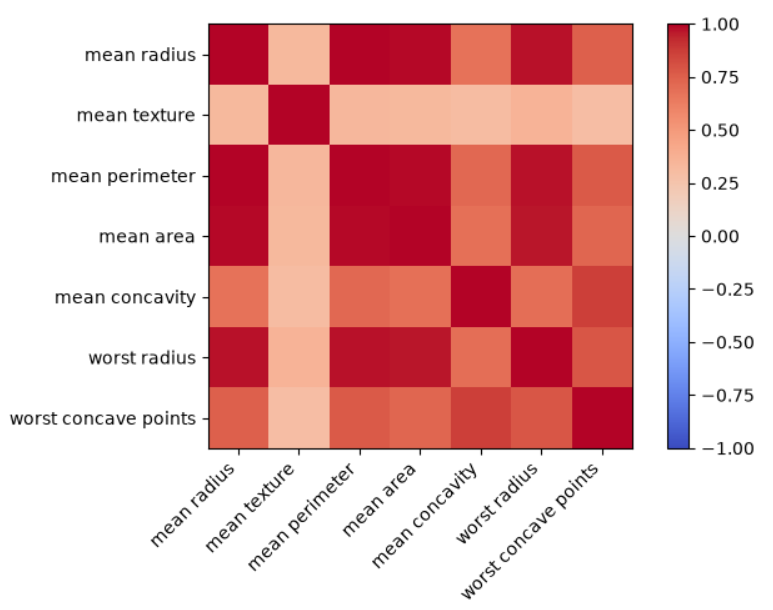 mean radius
mean texture
mean perimeter
mean area
mean concavity
worst radius
worst concave points
mean radius
mean texture
mean perimeter
mean area
mean concavity
worst radius
worst concave points
1.00
0.75
0.50
0.25
0.00
−0.25
−0.50
−0.75
−1.00